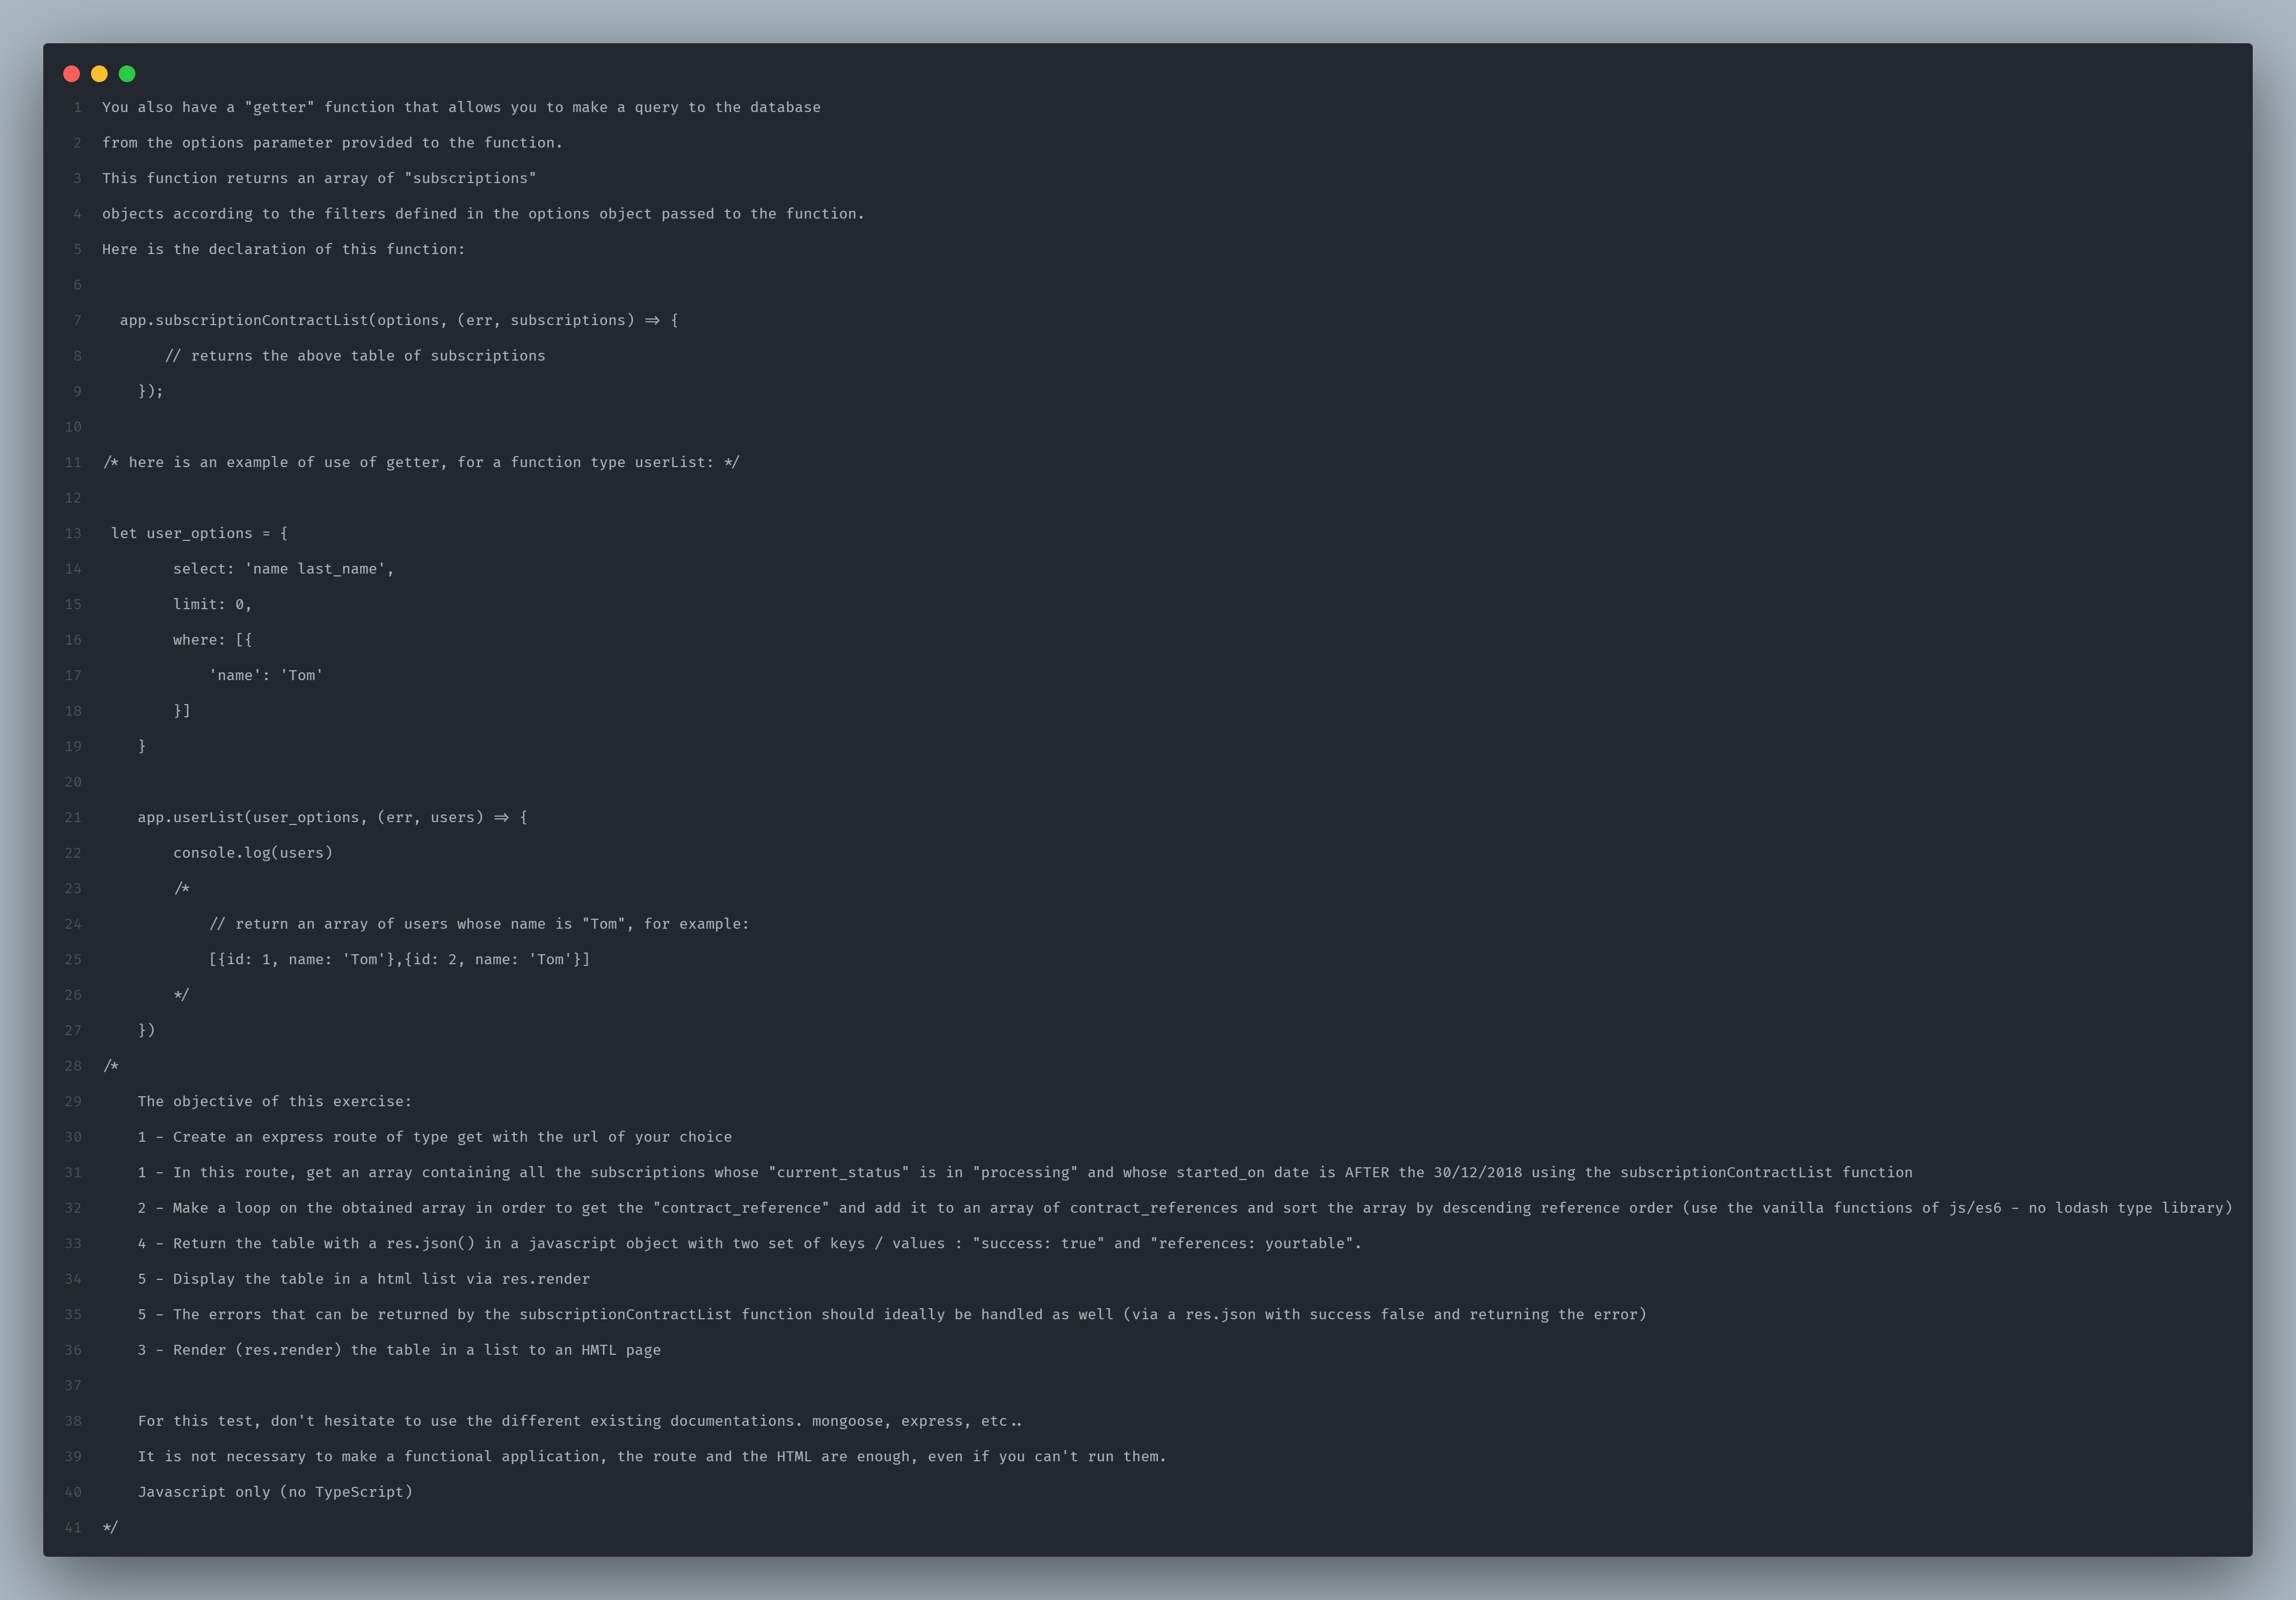 1 You also have a "getter" function that allows you to make a query to the database
2 from the options parameter provided to the function.
3 This function returns an array of "subscriptions"
4 objects according to the filters defined in the options object passed to the function.
5 Here is the declaration of this function:
6
7 app.subscriptionContractList(options, (err, subscriptions) => {
8 // returns the above table of subscriptions
9 });
10
11 /* here is an example of use of getter, for a function type userList: */
12
13 let user_options = {
14 select: 'name last_name',
15 limit: 0,
16 where: [{
17 'name': 'Tom'
18 }]
19 }
20
21 app.userList(user_options, (err, users) => {
22 console.log(users)
23 /*
24 // return an array of users whose name is "Tom", for example:
25 [{id: 1, name: 'Tom'},{id: 2, name: 'Tom'}]
26 */
27 })
28 /*
29 The objective of this exercise:
30 1 - Create an express route of type get with the url of your choice
31 1 - In this route, get an array containing all the subscriptions whose "current_status" is in "processing" and whose started_on date is AFTER the 30/12/2018 using the subscriptionContractList function
32 2 - Make a loop on the obtained array in order to get the "contract_reference" and add it to an array of contract_references and sort the array by descending reference order (use the vanilla functions of js/es6 - no lodash type library)
33 4 - Return the table with a res.json() in a javascript object with two set of keys / values : "success: true" and "references: yourtable".
34 5 - Display the table in a html list via res.render
35 5 - The errors that can be returned by the subscriptionContractList function should ideally be handled as well (via a res.json with success false and returning the error)
36 3 - Render (res.render) the table in a list to an HMTL page
37
38 For this test, don't hesitate to use the different existing documentations. mongoose, express, etc..
39 It is not necessary to make a functional application, the route and the HTML are enough, even if you can't run them.
40 Javascript only (no TypeScript)
41 */